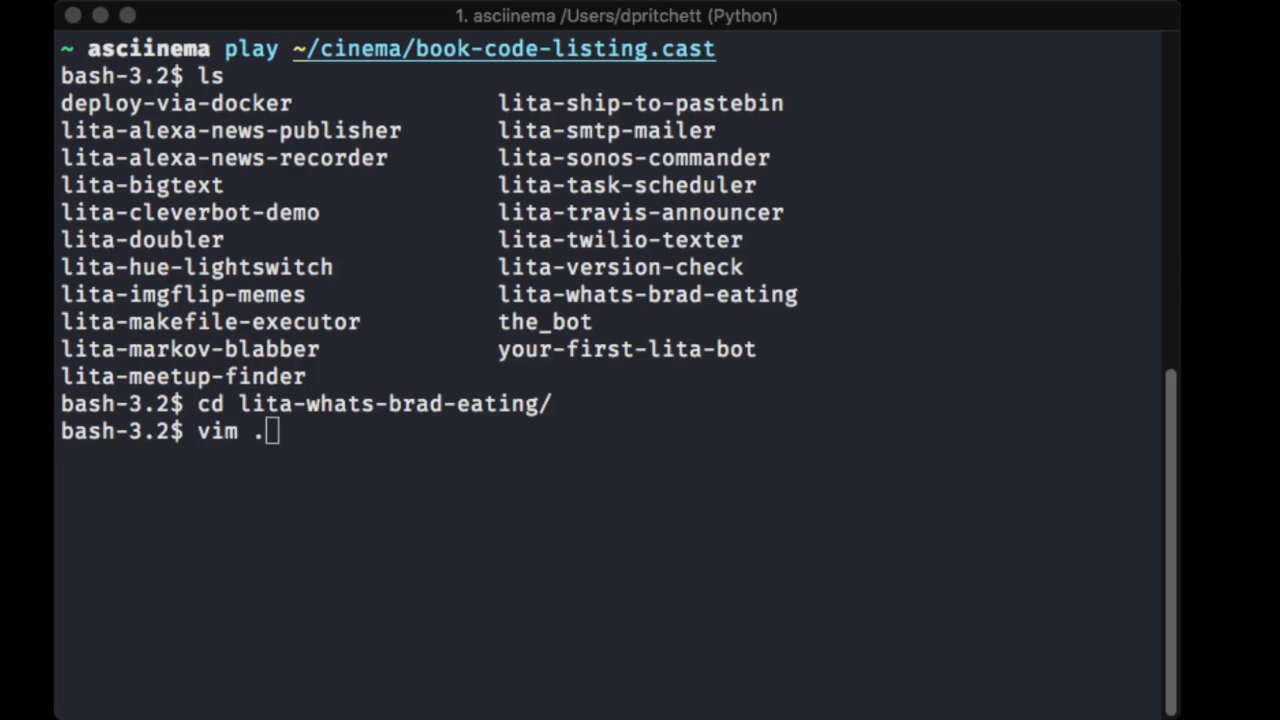 1. asciinema /Users/dpritchett (Python)
~ asciinema play ~/cinema/book-code-listing.cast
bash-3.2$ ls
deploy-via-docker lita-ship-to-pastebin
lita-alexa-news-publisher lita-smtp-mailer
lita-alexa-news-recorder lita-sonos-commander
lita-bigtext lita-task-scheduler
lita-cleverbot-demo lita-travis-announcer
lita-doubler lita-twilio-texter
lita-hue-lightswitch lita-version-check
lita-imgflip-memes lita-whats-brad-eating
lita-makefile-executor the_bot
lita-markov-blabber your-first-lita-bot
lita-meetup-finder
bash-3.2$ cd lita-whats-brad-eating/
bash-3.2$ vim .